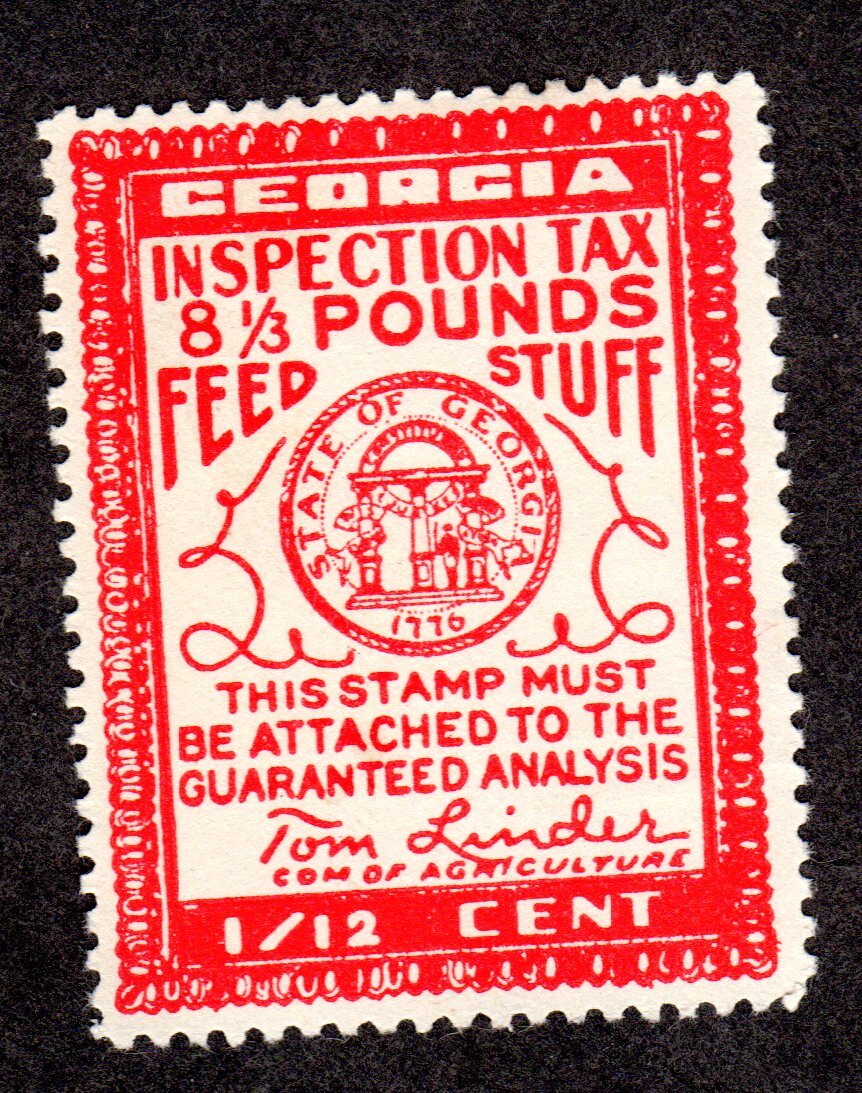 GEORGIA
INSPECTION TAX
8 1/3 POUNDS
FEED STUFF
STATE OF GEORGIA
1776
THIS STAMP MUST
BE ATTACHED TO THE
GUARANTEED ANALYSIS
Tom Linder
COM OF AGRICULTURE
1/12 CENT